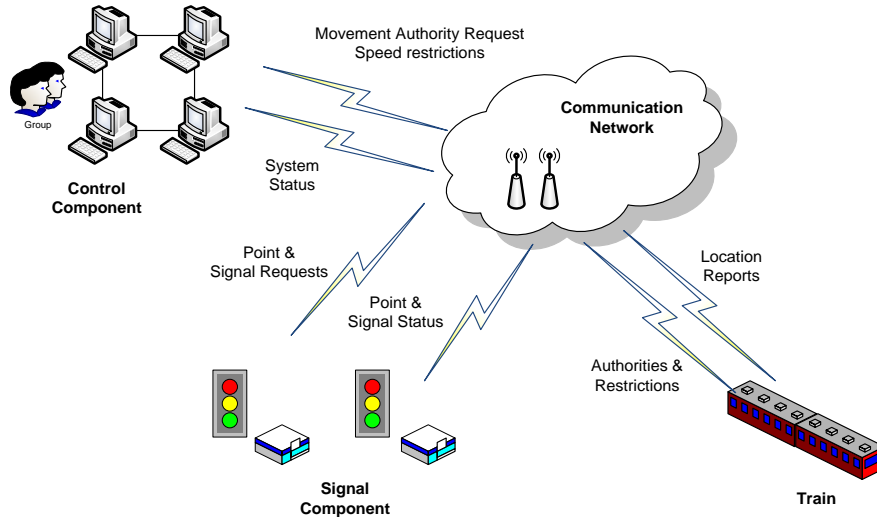 Movement Authority Request
Speed restrictions
Communication
Network
Group
Control
Component
System
Status
Point &
Signal Requests
Point &
Signal Status
Location
Reports
Authorities &
Restrictions
Signal
Component
Train